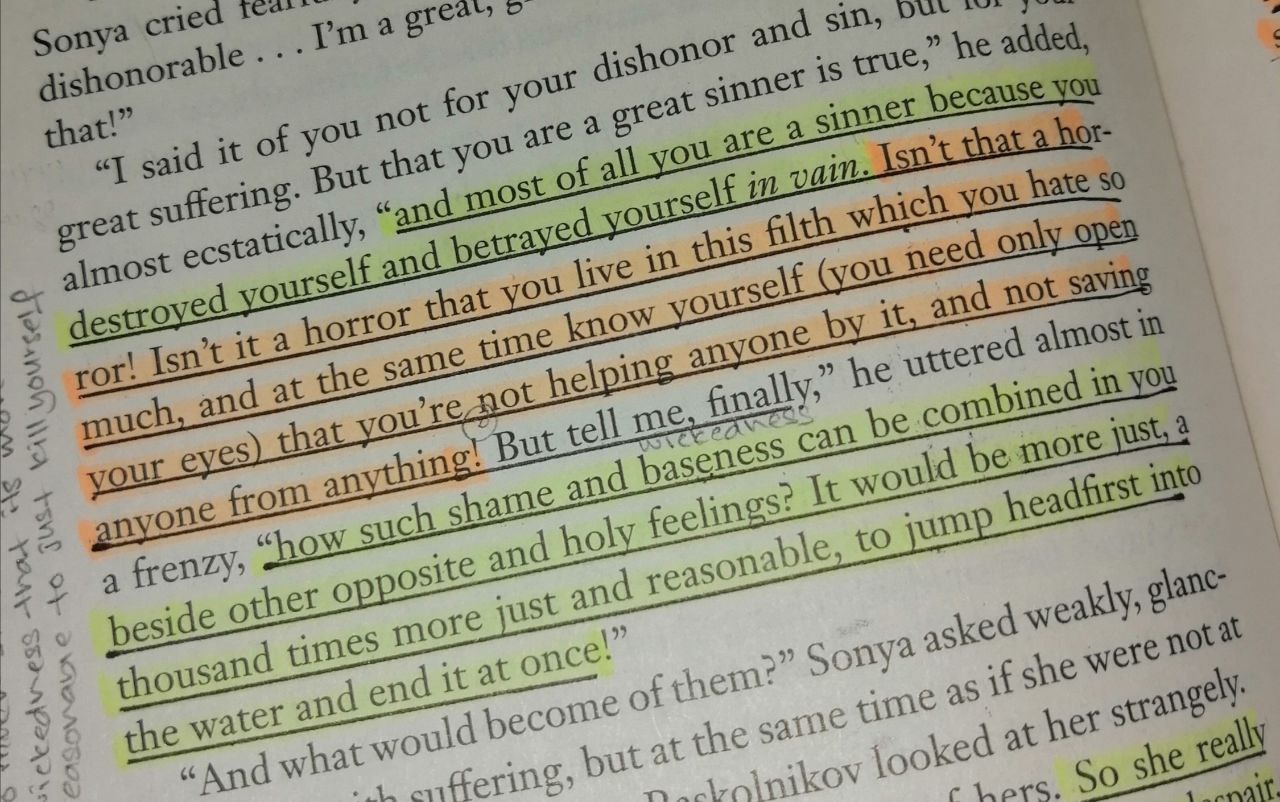 Sonya cried
dishonorable . . . I'm a great,
that!”
“I said it of you not for your dishonor and sin, but for your
great suffering. But that you are a great sinner is true,” he added,
almost ecstatically, “and most of all you are a sinner because you
destroyed yourself and betrayed yourself in vain. Isn't that a hor-
ror! Isn't it a horror that you live in this filth which you hate so
much, and at the same time know yourself (you need only open
your eyes) that you're not helping anyone by it, and not saving
anyone from anything! But tell me, finally,” he uttered almost in
wickedness
a frenzy, “how such shame and baseness can be combined in you
beside other opposite and holy feelings? It would be more just, a
thousand times more just and reasonable, to jump headfirst into
the water and end it at once!”
“And what would become of them?” Sonya asked weakly, glanc-
suffering, but at the same time as if she were not at
Raskolnikov looked at her strangely.
hers. So she really
despair,
wickedness that its
easonable to just kill yourself